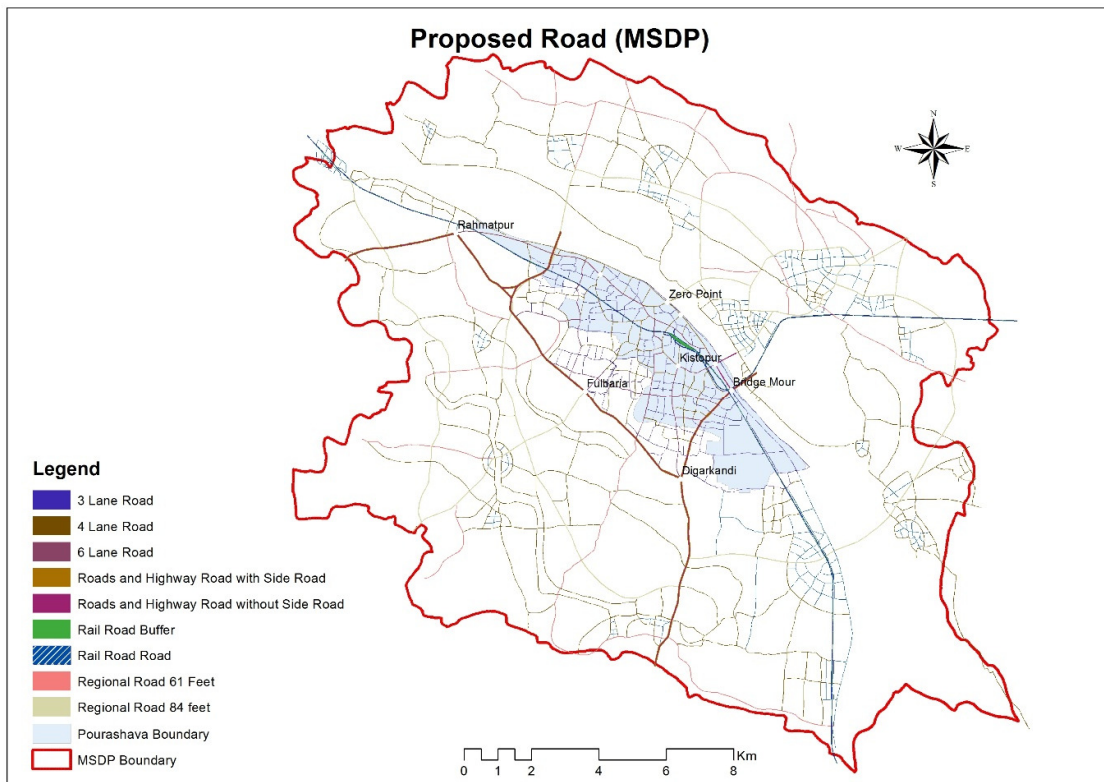 Proposed Road (MSDP)
N
W E
S
Rahmatpur
Zero Point
Kistopur
Fulbaria
Bridge Mour
Digarkandi
Legend
3 Lane Road
4 Lane Road
6 Lane Road
Roads and Highway Road with Side Road
Roads and Highway Road without Side Road
Rail Road Buffer
Rail Road Road
Regional Road 61 Feet
Regional Road 84 feet
Pourashava Boundary
MSDP Boundary
Km
0 1 2 4 6 8